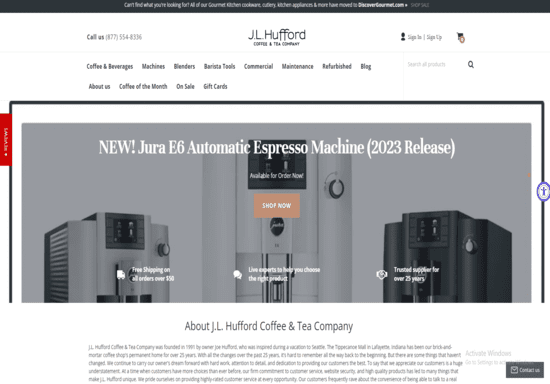 Can't find what you're looking for? All of our Gourmet Kitchen cookware, cutlery, kitchen appliances & more have moved to DiscoverGourmet.com » SHOP SALE
Call us (877) 554-8336
J.L.Hufford
COFFEE & TEA COMPANY
Sign In | Sign Up
Coffee & Beverages Machines Blenders Barista Tools Commercial Maintenance Refurbished Blog
Search all products
About us Coffee of the Month On Sale Gift Cards
NEW! Jura E6 Automatic Espresso Machine (2023 Release)
Available for Order Now!
SHOP NOW
Free Shipping on
all orders over $50
Live experts to help you choose
the right product
Trusted supplier for
over 25 years
About J.L. Hufford Coffee & Tea Company
J.L. Hufford Coffee & Tea Company was founded in 1991 by owner Joe Hufford, who was inspired during a vacation to Seattle. The Tippecanoe Mall in Lafayette, Indiana has been our brick-and-
mortar coffee shop's permanent home for over 25 years. With all the changes over the past 25 years, it's hard to remember all the way back to the beginning. But there are some things that haven't
changed. We continue to carry our owner's dream forward with hard work, attention to detail, and dedication to providing our customers the best. To say that we appreciate our customers is a huge
understatement. At a time when customers have more choices than ever before, our firm commitment to customer service, website security, and high quality products has led to many things that
make J.L. Hufford unique. We pride ourselves on providing highly-rated customer service at every opportunity. Our customers frequently rave about the convenience of being able to talk to a real
Activate Windows
Contact us